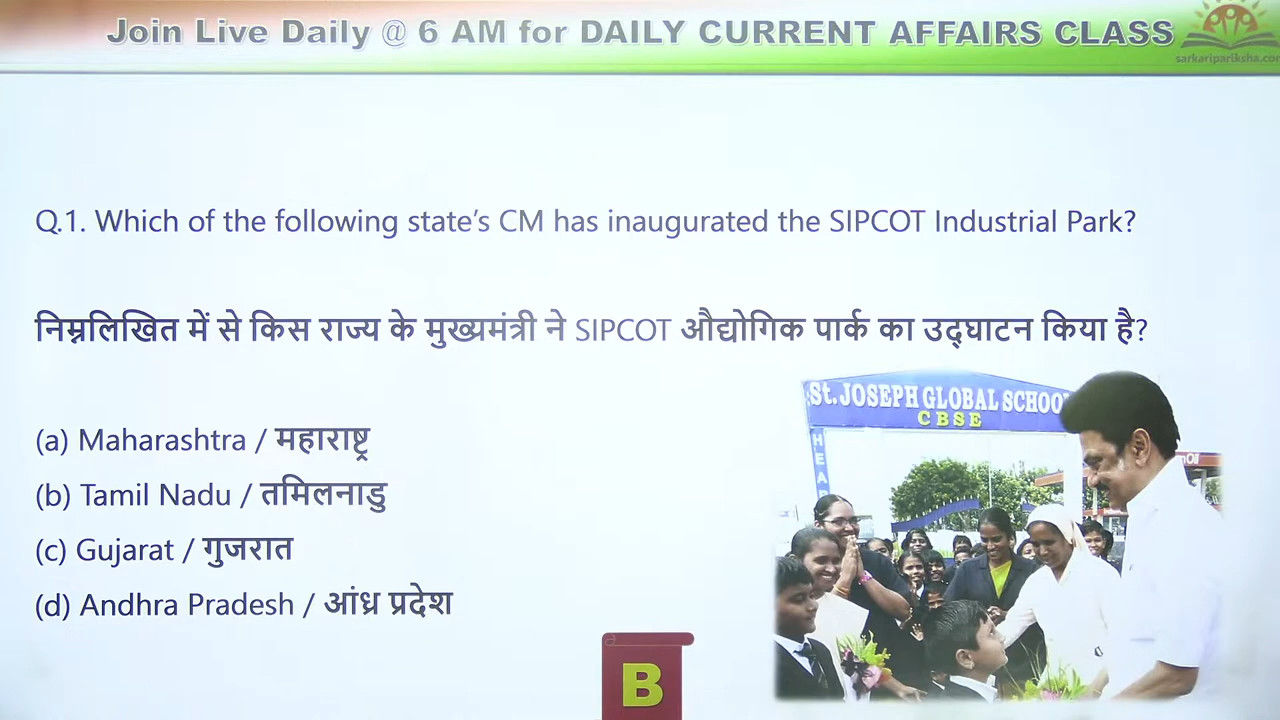 Join Live Daily @ 6 AM for DAILY CURRENT AFFAIRS CLASS
sarkaripariksha.com
Q.1. Which of the following state's CM has inaugurated the SIPCOT Industrial Park?
निम्नलिखित में से किस राज्य के मुख्यमंत्री ने SIPCOT औद्योगिक पार्क का उद्घाटन किया है?
(a) Maharashtra / महाराष्ट्र
(b) Tamil Nadu / तमिलनाडु
(c) Gujarat / गुजरात
(d) Andhra Pradesh / आंध्र प्रदेश
St. JOSEPH GLOBAL SCHOO
CBSE
HEAR
B